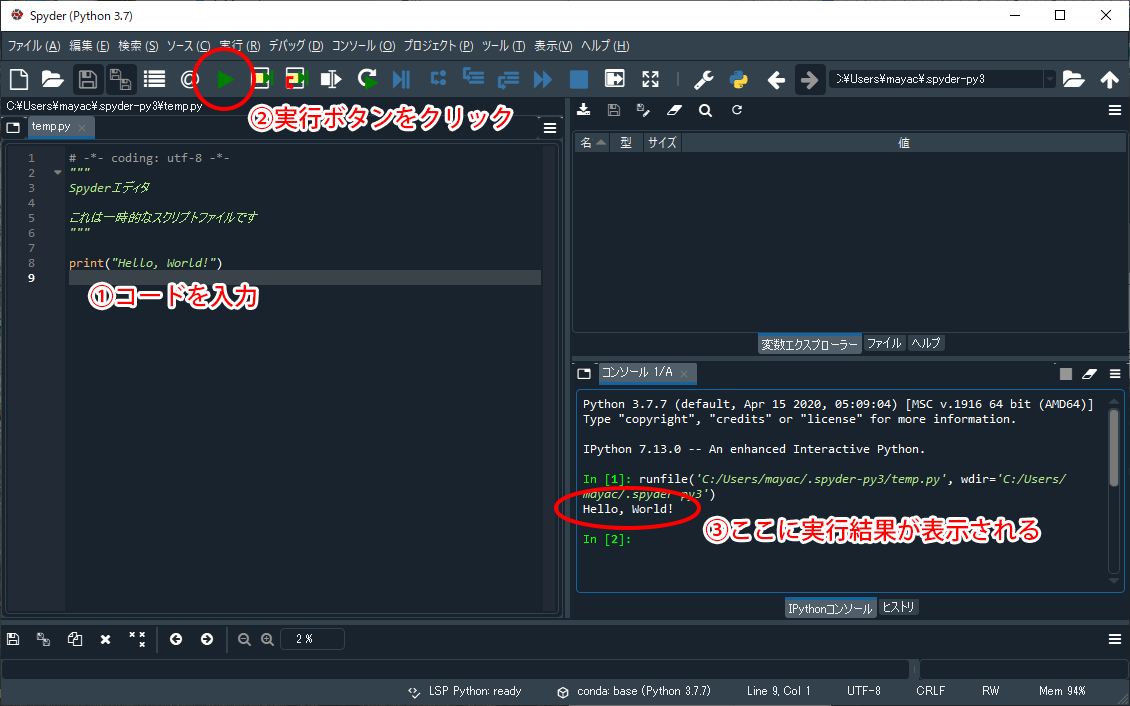 Spyder (Python 3.7)
ファイル (A) 編集 (E) 検索 (S) ソース (C) 実行 (R) デバッグ (D) コンソール (O) プロジェクト (P) ツール (T) 表示(V) ヘルプ (H)
C:¥Users¥mayac¥.spyder-py3
C:¥Users¥mayac¥.spyder-py3¥temp.py
②実行ボタンをクリック
temp.py
1 # -*- coding: utf-8 -*-
2 """
3 Spyderエディタ
4
5 これは一時的なスクリプトファイルです
6 """
7
8 print("Hello, World!")
9
①コードを入力
名 型 サイズ 値
変数エクスプローラー ファイル ヘルプ
コンソール 1/A
Python 3.7.7 (default, Apr 15 2020, 05:09:04) [MSC v.1916 64 bit (AMD64)]
Type "copyright", "credits" or "license" for more information.
IPython 7.13.0 -- An enhanced Interactive Python.
In [1]: runfile('C:/Users/mayac/.spyder-py3/temp.py', wdir='C:/Users/
mayac/.spyder-py3')
Hello, World!
③ここに実行結果が表示される
In [2]:
IPythonコンソール ヒストリ
2 %
LSP Python: ready conda: base (Python 3.7.7) Line 9, Col 1 UTF-8 CRLF RW Mem 94%